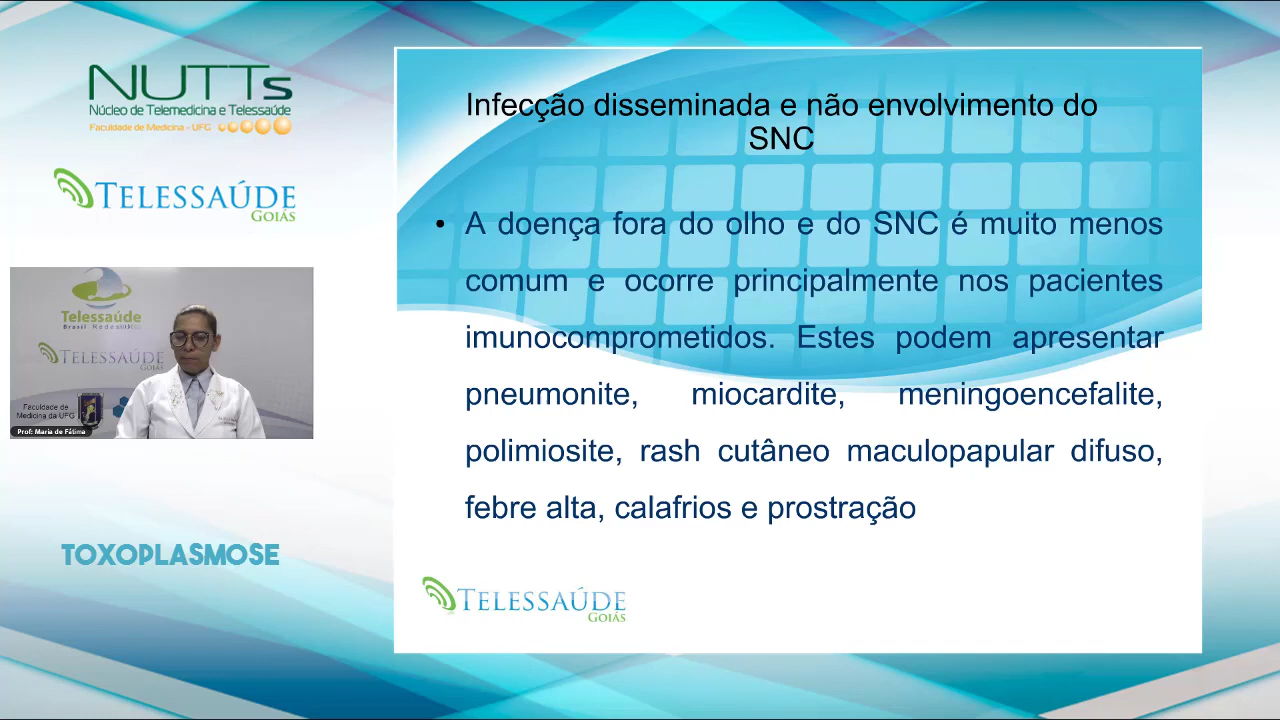 NUTTs
Núcleo de Telemedicina e Telessaúde
Faculdade de Medicina - UFG
TELESSAÚDE
GOIÁS
Telessaúde
Brasil Redes
TELESSAÚDE
GOIÁS
Faculdade de
Medicina da UFG
Prof: Maria de Fátima
TOXOPLASMOSE
Infecção disseminada e não envolvimento do
SNC
• A doença fora do olho e do SNC é muito menos
comum e ocorre principalmente nos pacientes
imunocomprometidos. Estes podem apresentar
pneumonite, miocardite, meningoencefalite,
polimiosite, rash cutâneo maculopapular difuso,
febre alta, calafrios e prostração
TELESSAÚDE
GOIÁS